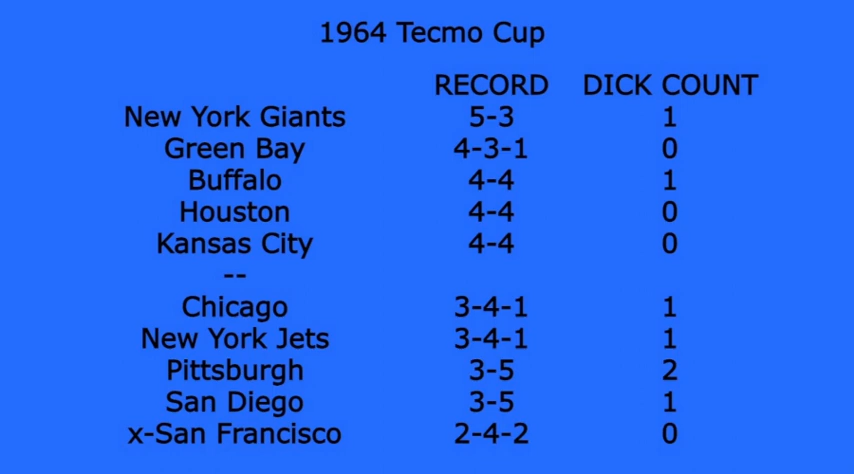 1964 Tecmo Cup
RECORD DICK COUNT
New York Giants 5-3 1
Green Bay 4-3-1 0
Buffalo 4-4 1
Houston 4-4 0
Kansas City 4-4 0
--
Chicago 3-4-1 1
New York Jets 3-4-1 1
Pittsburgh 3-5 2
San Diego 3-5 1
x-San Francisco 2-4-2 0